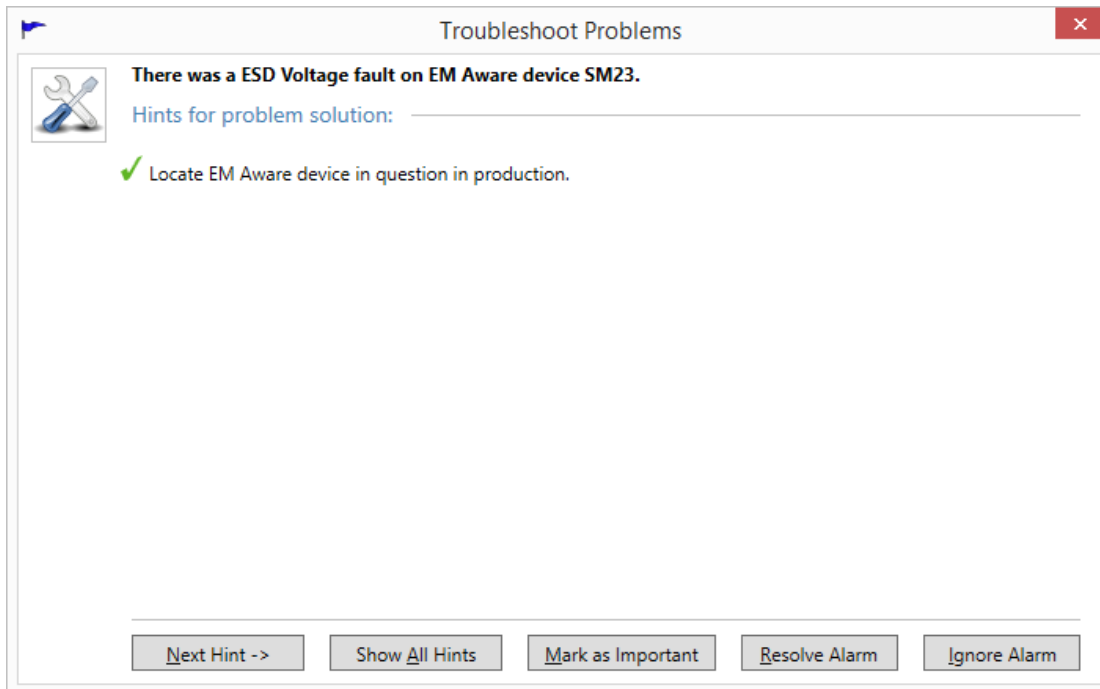 Troubleshoot Problems
There was a ESD Voltage fault on EM Aware device SM23.
Hints for problem solution:
Locate EM Aware device in question in production.
Next Hint ->
Show All Hints
Mark as Important
Resolve Alarm
Ignore Alarm